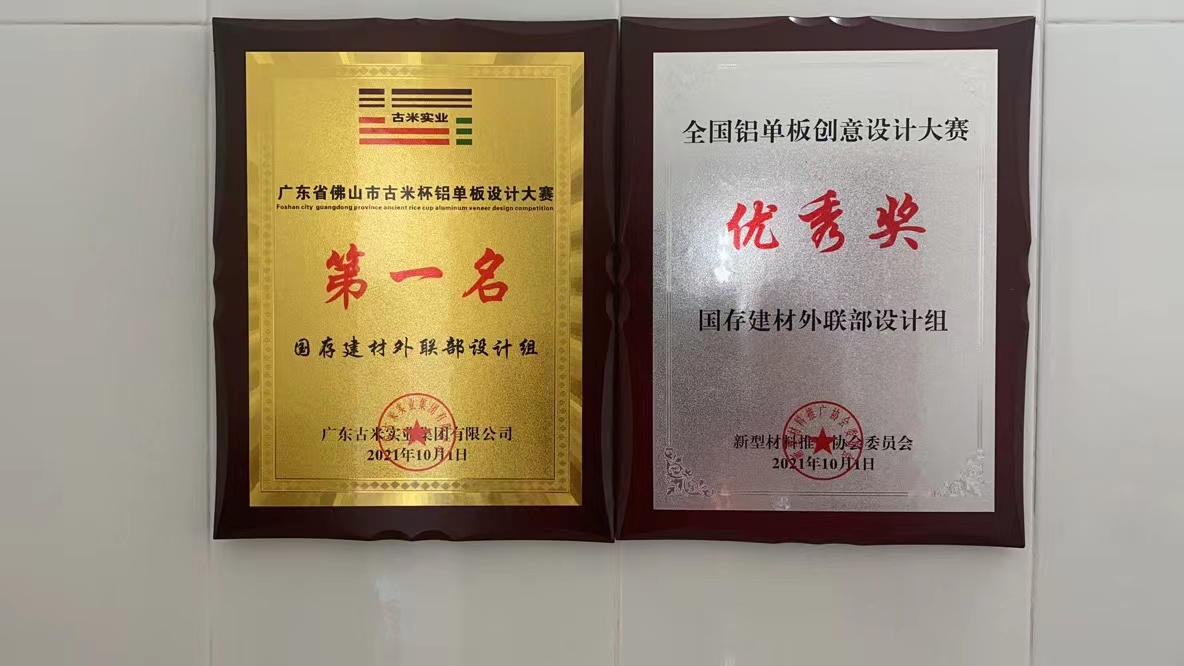 古米实业
广东省佛山市古米杯铝单板设计大赛
Foshan city guangdong province ancient rice cup aluminum veneer design competition
第一名
国存建材外联部设计组
广东古米实业集团有限公司
2021年10月1日
全国铝单板创意设计大赛
优秀奖
国存建材外联部设计组
新型材料推广协会委员会
2021年10月1日